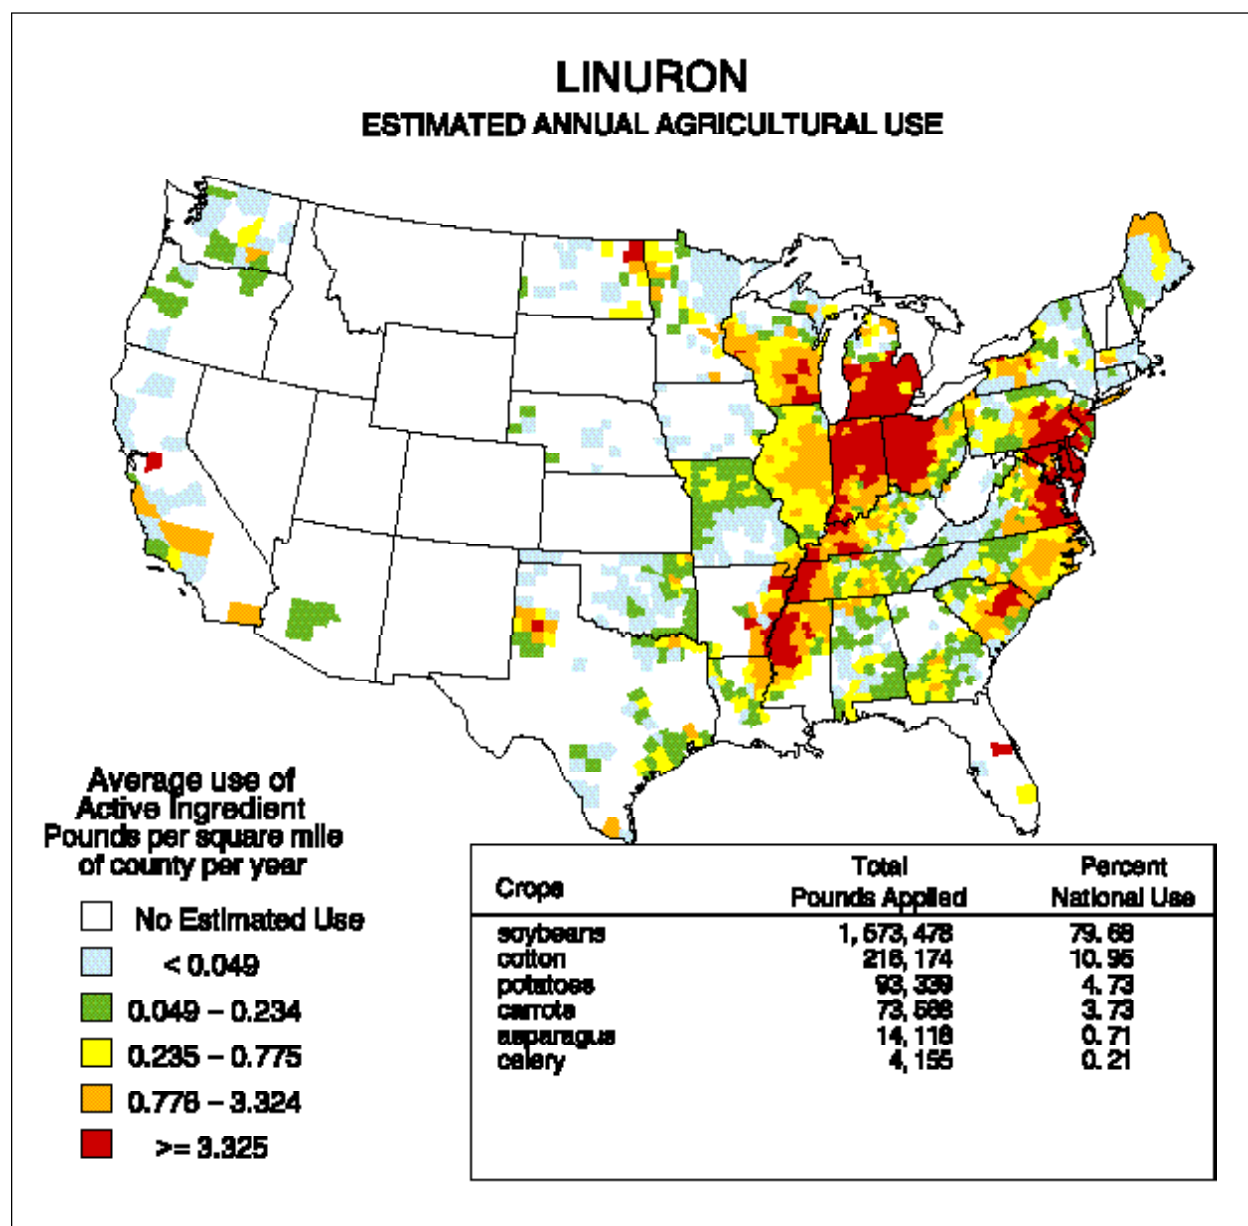 LINURON
ESTIMATED ANNUAL AGRICULTURAL USE
Average use of
Active Ingredient
Pounds per square mile
of county per year
No Estimated Use
< 0.049
0.049 – 0.234
0.235 – 0.775
0.776 – 3.324
>= 3.325
Crops Total Pounds Applied Percent National Use
soybeans 1,573,478 79.68
cotton 216,174 10.95
potatoes 93,339 4.73
carrots 73,588 3.73
asparagus 14,118 0.71
celery 4,155 0.21